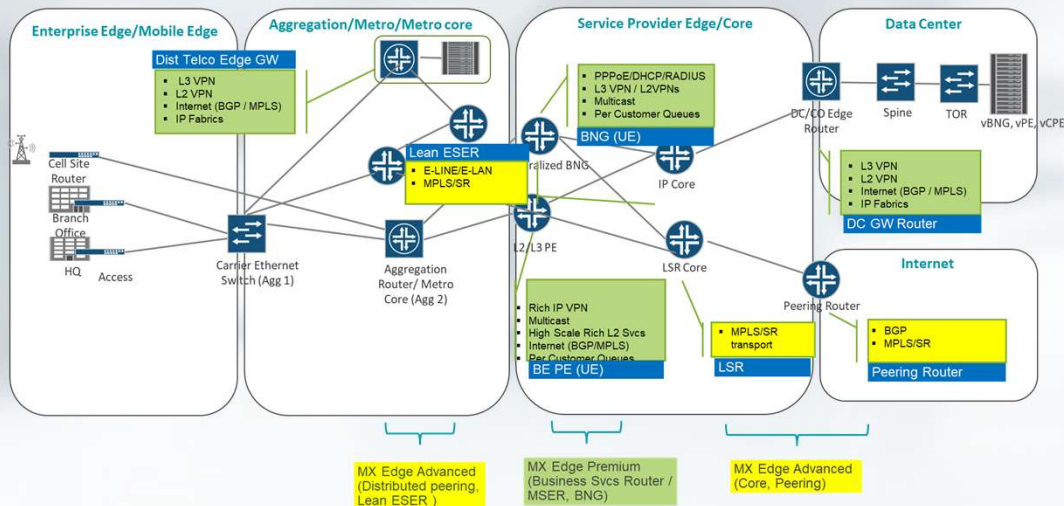 Enterprise Edge/Mobile Edge
Aggregation/Metro/Metro core
Service Provider Edge/Core
Data Center
Dist Telco Edge GW
L3 VPN
L2 VPN
Internet (BGP / MPLS)
IP Fabrics
PPPoE/DHCP/RADIUS
L3 VPN / L2VPNs
Multicast
Per Customer Queues
BNG (UE)
DC/CO Edge
Router
Spine
TOR
vBNG, vPE, vCPE
Cell Site
Router
Branch
Office
HQ
Access
Carrier Ethernet
Switch (Agg 1)
Lean ESER
E-LINE/E-LAN
MPLS/SR
ralized BNG
IP Core
L2/L3 PE
Aggregation
Router/ Metro
Core (Agg 2)
LSR Core
L3 VPN
L2 VPN
Internet (BGP / MPLS)
IP Fabrics
DC GW Router
Internet
Peering Router
Rich IP VPN
Multicast
High Scale Rich L2 Svcs
Internet (BGP/MPLS)
Per Customer Queues
BE PE (UE)
MPLS/SR
transport
LSR
BGP
MPLS/SR
Peering Router
MX Edge Advanced
(Distributed peering,
Lean ESER )
MX Edge Premium
(Business Svcs Router /
MSER, BNG)
MX Edge Advanced
(Core, Peering)